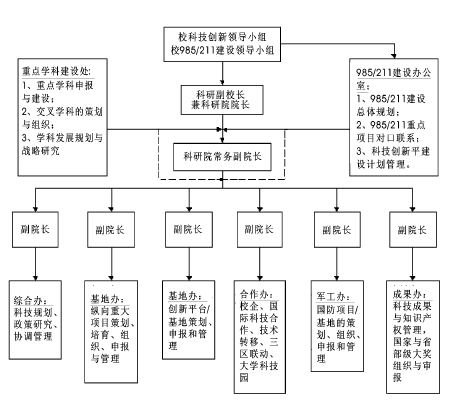 校科技创新领导小组
校985/211建设领导小组
重点学科建设处:
1、重点学科申报
与建设;
2、交叉学科的策划
与组织;
3、学科发展规划与
战略研究
科研副校长
兼科研院院长
985/211建设办公
室:
1、985/211建设
总体规划;
2、985/211重点
项目对口联系;
3、科技创新平建
设计划管理。
科研院常务副院长
副院长
副院长
副院长
副院长
副院长
副院长
综合办:
科技规划、
政策研究、
协调管理
基地办:
纵向重大
项目策划、
培育、组
织、申报
与管理
基地办:
创新平台/
基地策划、
申报和管
理
合作办:
校企、国
际科技合
作、技术
转移、三
区联动、
大学科技
园
军工办:
国防项目/
基地的策
划、组织、
申报和管
理
成果办:
科技成果
与知识产
权管理,
国家与省
部级大奖
组织与审
报